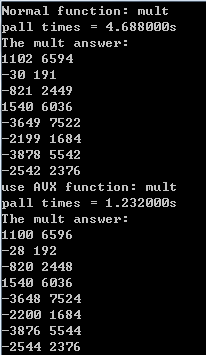 Normal function: mult
pall times = 4.688000s
The mult answer:
1102 6594
-30 191
-821 2449
1540 6036
-3649 7522
-2199 1684
-3878 5542
-2542 2376
use AVX function: mult
pall times = 1.232000s
The mult answer:
1100 6596
-28 192
-820 2448
1540 6036
-3648 7524
-2200 1684
-3876 5544
-2544 2376